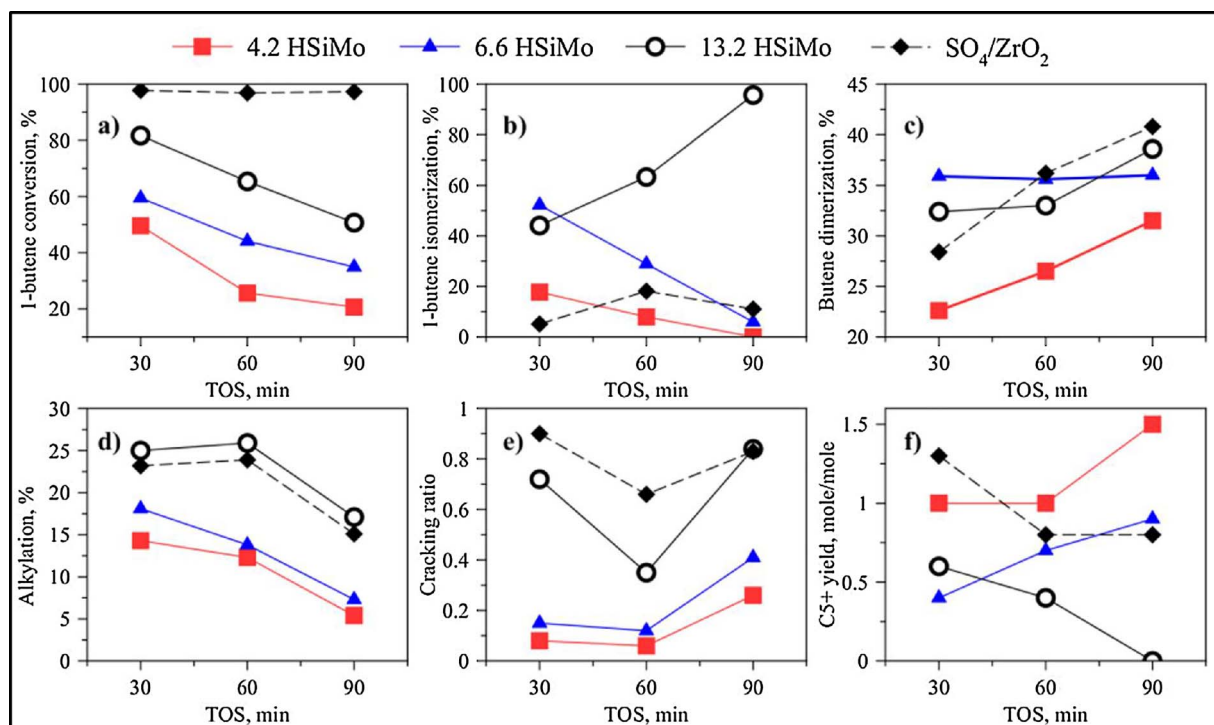 4.2 HSiMo 6.6 HSiMo 13.2 HSiMo SO₄/ZrO₂
a)
1-butene conversion, %
100
80
60
40
20
30 60 90
TOS, min
b)
1-butene isomerization, %
100
80
60
40
20
0
30 60 90
TOS, min
c)
Butene dimerization, %
45
40
35
30
25
20
30 60 90
TOS, min
d)
Alkylation, %
30
25
20
15
10
5
0
30 60 90
TOS, min
e)
Cracking ratio
1
0.8
0.6
0.4
0.2
0
30 60 90
TOS, min
f)
C5+ yield, mole/mole
1.5
1
0.5
0
30 60 90
TOS, min